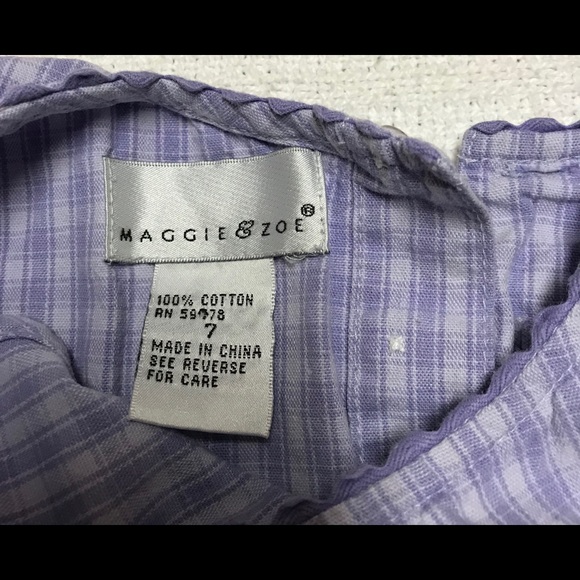 MAGGIE & ZOE®
100% COTTON
RN
7
MADE IN CHINA
SEE REVERSE
FOR CARE